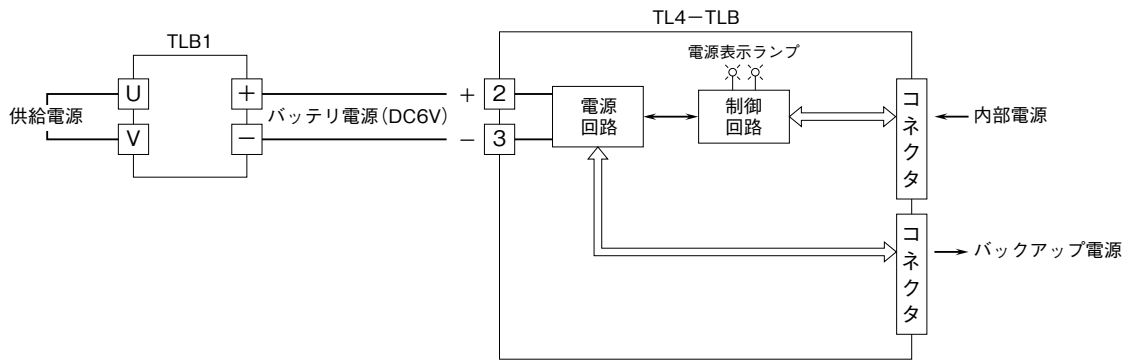 TLB1
TL4－TLB
供給電源
U
V
＋
－
バッテリ電源（DC6V）
＋
－
2
3
電源
回路
電源表示ランプ
制御
回路
コネクタ
内部電源
コネクタ
バックアップ電源